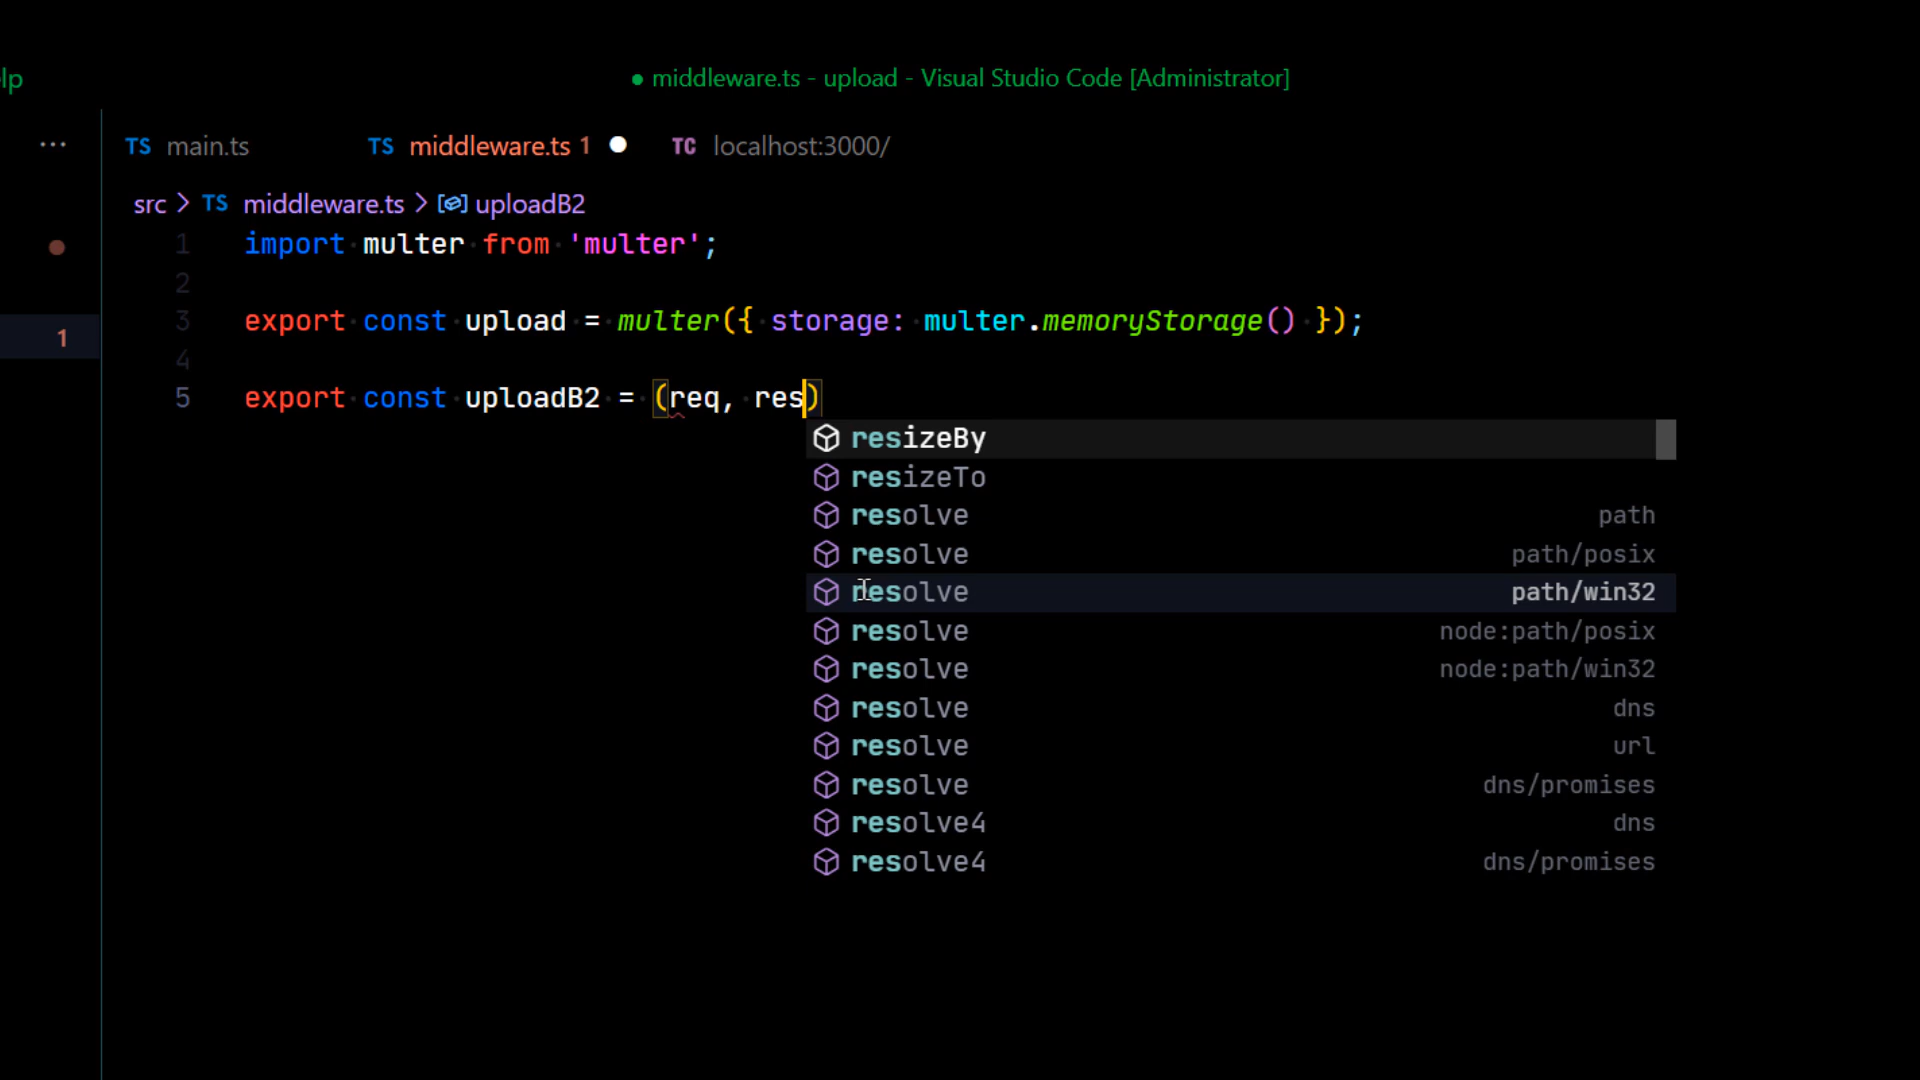 lp
● middleware.ts - upload - Visual Studio Code [Administrator]
... TS main.ts TS middleware.ts 1 ● TC localhost:3000/
src > TS middleware.ts > uploadB2
1 import multer from 'multer';
2
3 export const upload = multer({ storage: multer.memoryStorage() });
1
4
5 export const uploadB2 = (req, res)
resizeBy
resizeTo
resolve path
resolve path/posix
resolve path/win32
resolve node:path/posix
resolve node:path/win32
resolve dns
resolve url
resolve dns/promises
resolve4 dns
resolve4 dns/promises